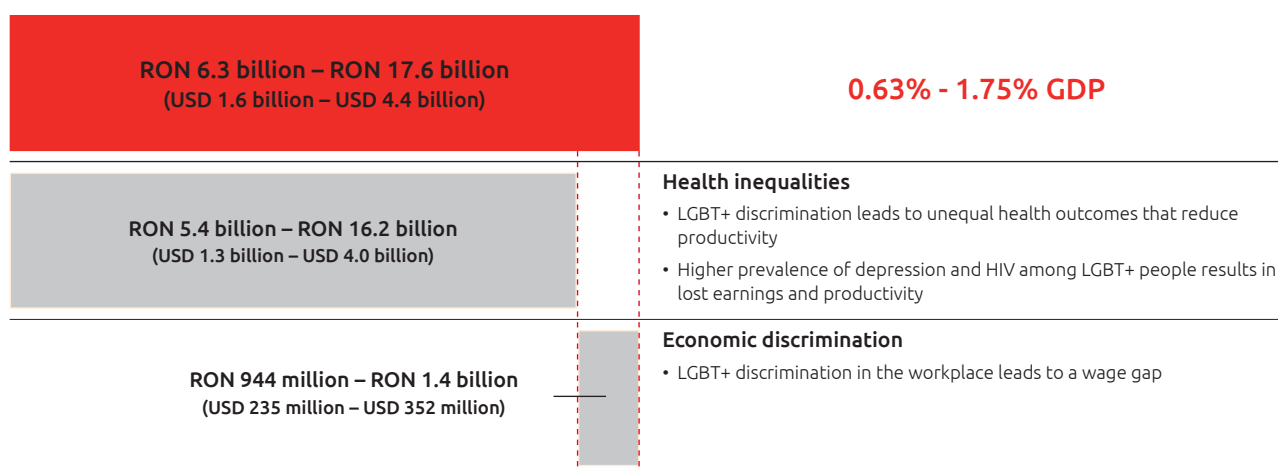 RON 6.3 billion – RON 17.6 billion
(USD 1.6 billion – USD 4.4 billion)
0.63% - 1.75% GDP
RON 5.4 billion – RON 16.2 billion
(USD 1.3 billion – USD 4.0 billion)
Health inequalities
• LGBT+ discrimination leads to unequal health outcomes that reduce
productivity
• Higher prevalence of depression and HIV among LGBT+ people results in
lost earnings and productivity
RON 944 million – RON 1.4 billion
(USD 235 million – USD 352 million)
Economic discrimination
• LGBT+ discrimination in the workplace leads to a wage gap